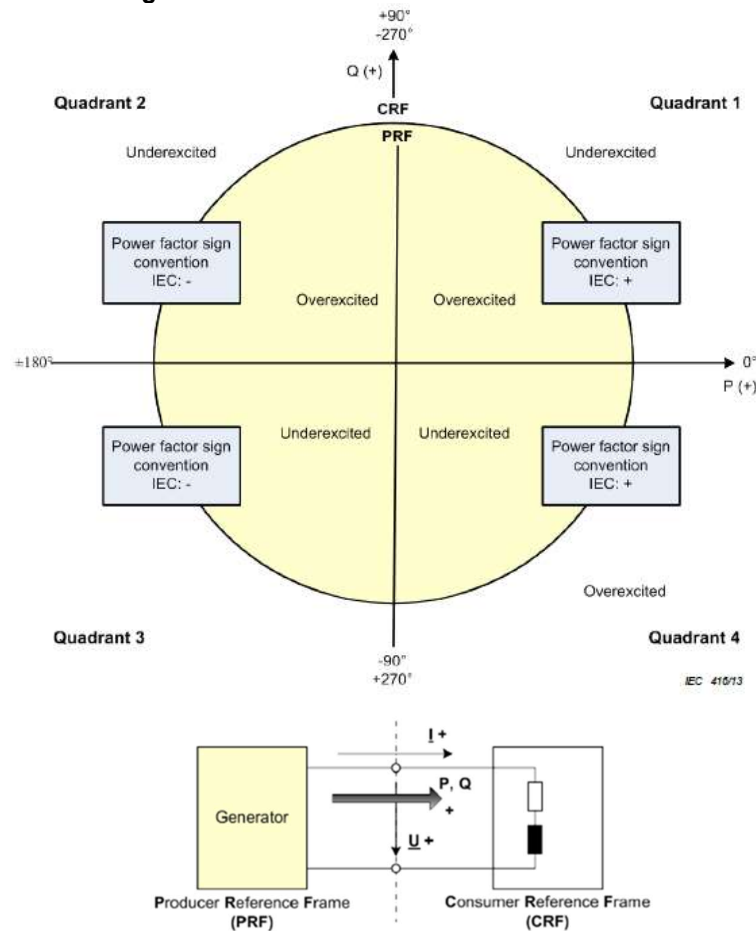 +90°
-270°
Q (+)
Quadrant 2
CRF
Quadrant 1
PRF
Underexcited
Underexcited
Power factor sign
convention
IEC: -
Power factor sign
convention
IEC: +
Overexcited
Overexcited
±180°
0°
P (+)
Underexcited
Underexcited
Power factor sign
convention
IEC: -
Power factor sign
convention
IEC: +
Overexcited
Quadrant 3
Quadrant 4
-90°
+270°
IEC 416/13
I +
P, Q
+
Generator
U +
Producer Reference Frame
(PRF)
Consumer Reference Frame
(CRF)